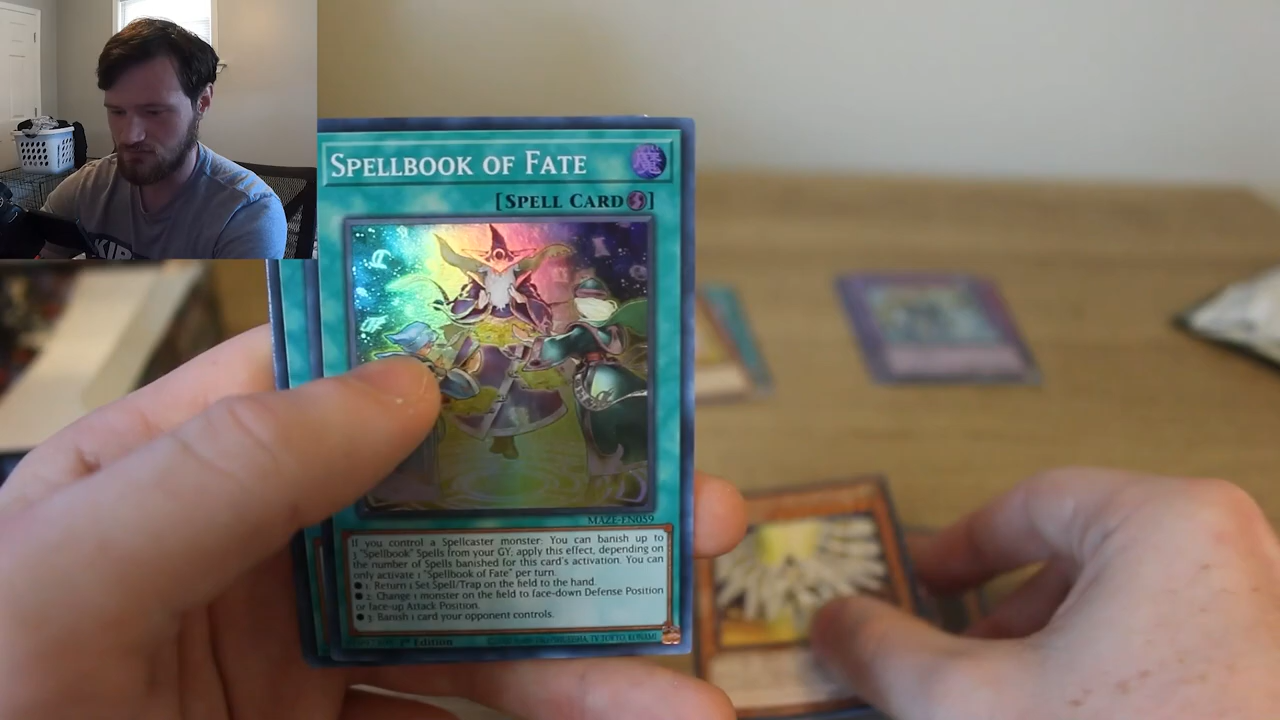 SPELLBOOK OF FATE
[SPELL CARD]
MAZE-EN059
If you control a Spellcaster monster: You can banish up to
3 "Spellbook" Spells from your GY; apply this effect, depending on
the number of Spells banished for this card's activation. You can
only activate 1 "Spellbook of Fate" per turn.
● 1: Return 1 Set Spell/Trap on the field to the hand.
● 2: Change 1 monster on the field to face-down Defense Position
or face-up Attack Position.
● 3: Banish 1 card your opponent controls.
1st Edition
TV TOKYO, KONAMI